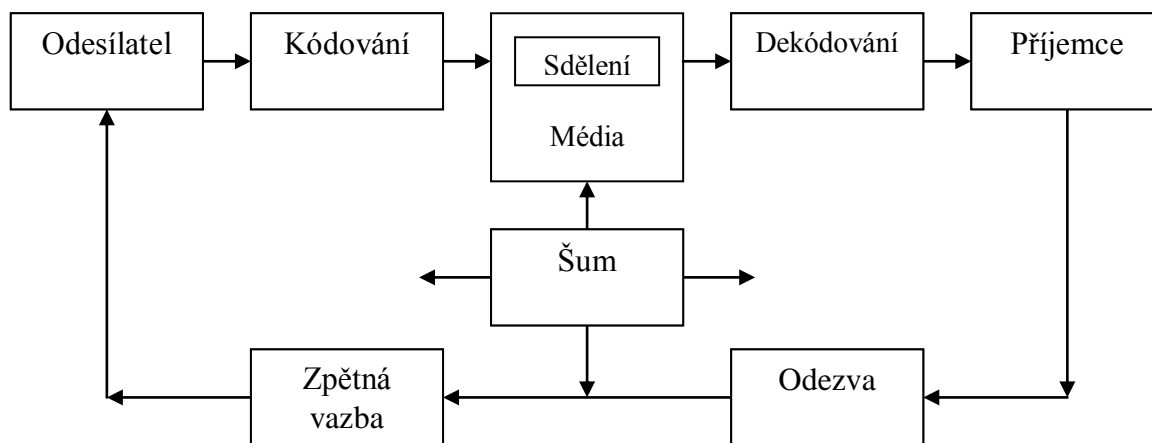 Odesílatel
Kódování
Sdělení
Média
Dekódování
Příjemce
Šum
Zpětná
vazba
Odezva